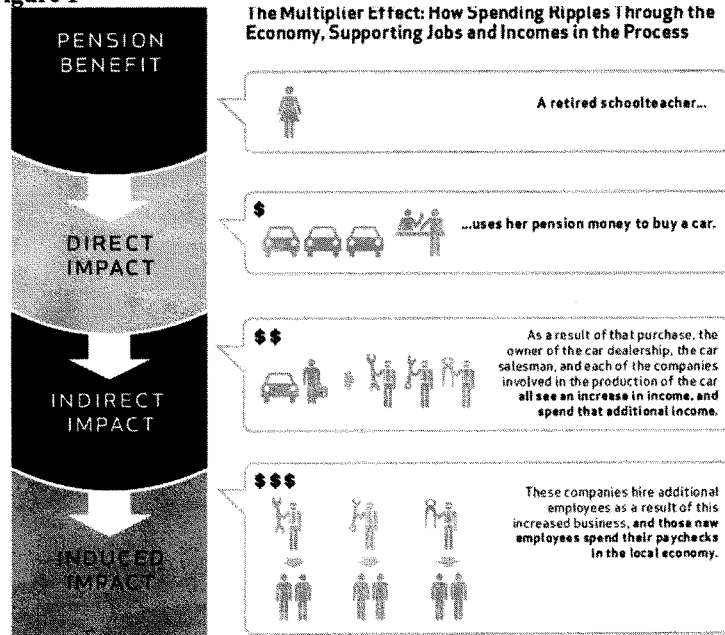 Figure 1
The Multiplier Effect: How Spending Ripples Through the
Economy, Supporting Jobs and Incomes in the Process
PENSION
BENEFIT
A retired schoolteacher...
DIRECT
IMPACT
$
...uses her pension money to buy a car.
INDIRECT
IMPACT
$$
As a result of that purchase, the
owner of the car dealership, the car
salesman, and each of the companies
involved in the production of the car
all see an increase in income, and
spend that additional income.
INDUCED
IMPACT
$$$
These companies hire additional
employees as a result of this
increased business, and those new
employees spend their paychecks
in the local economy.